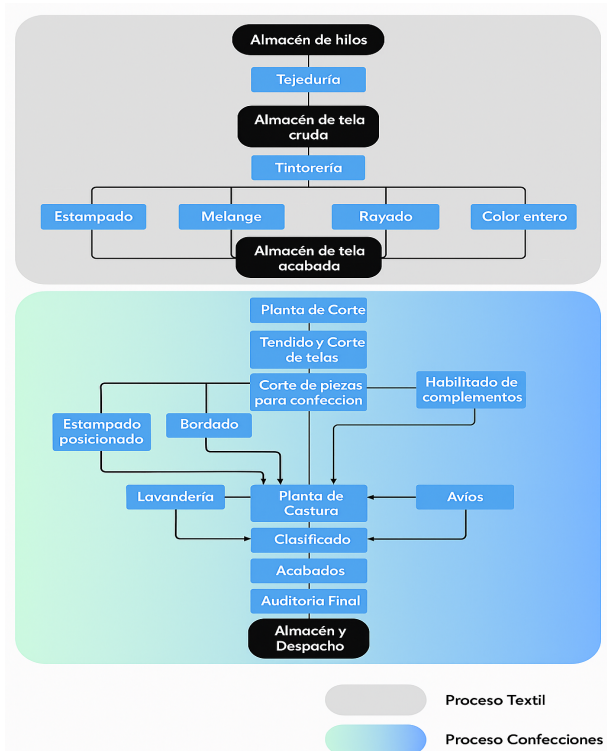 Almacén de hilos
Tejeduría
Almacén de tela
cruda
Tintorería
Estampado
Melange
Rayado
Color entero
Almacén de tela
acabada
Planta de Corte
Tendido y Corte
de telas
Corte de piezas
para confeccion
Habilitado de
complementos
Estampado
posicionado
Bordado
Lavandería
Planta de
Castura
Avíos
Clasificado
Acabados
Auditoria Final
Almacén y
Despacho
Proceso Textil
Proceso Confecciones